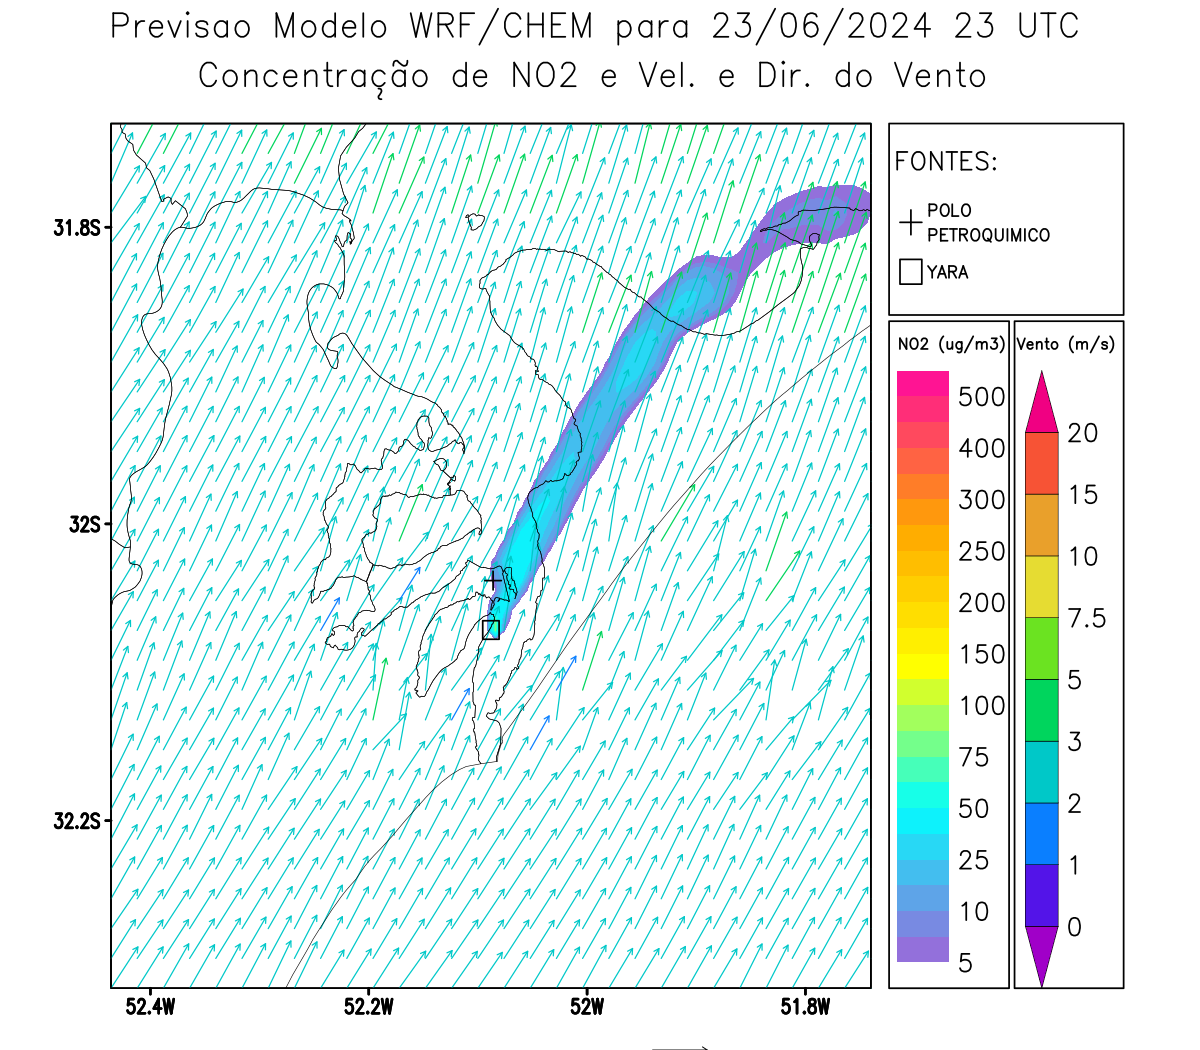 Previsao Modelo WRF/CHEM para 23/06/2024 23 UTC
Concentração de NO2 e Vel. e Dir. do Vento
FONTES:
POLO
PETROQUIMICO
YARA
31.8S
32S
32.2S
52.4W
52.2W
52W
51.8W
NO2 (ug/m3)
500
400
300
250
200
150
100
75
50
25
10
5
Vento (m/s)
20
15
10
7.5
5
3
2
1
0